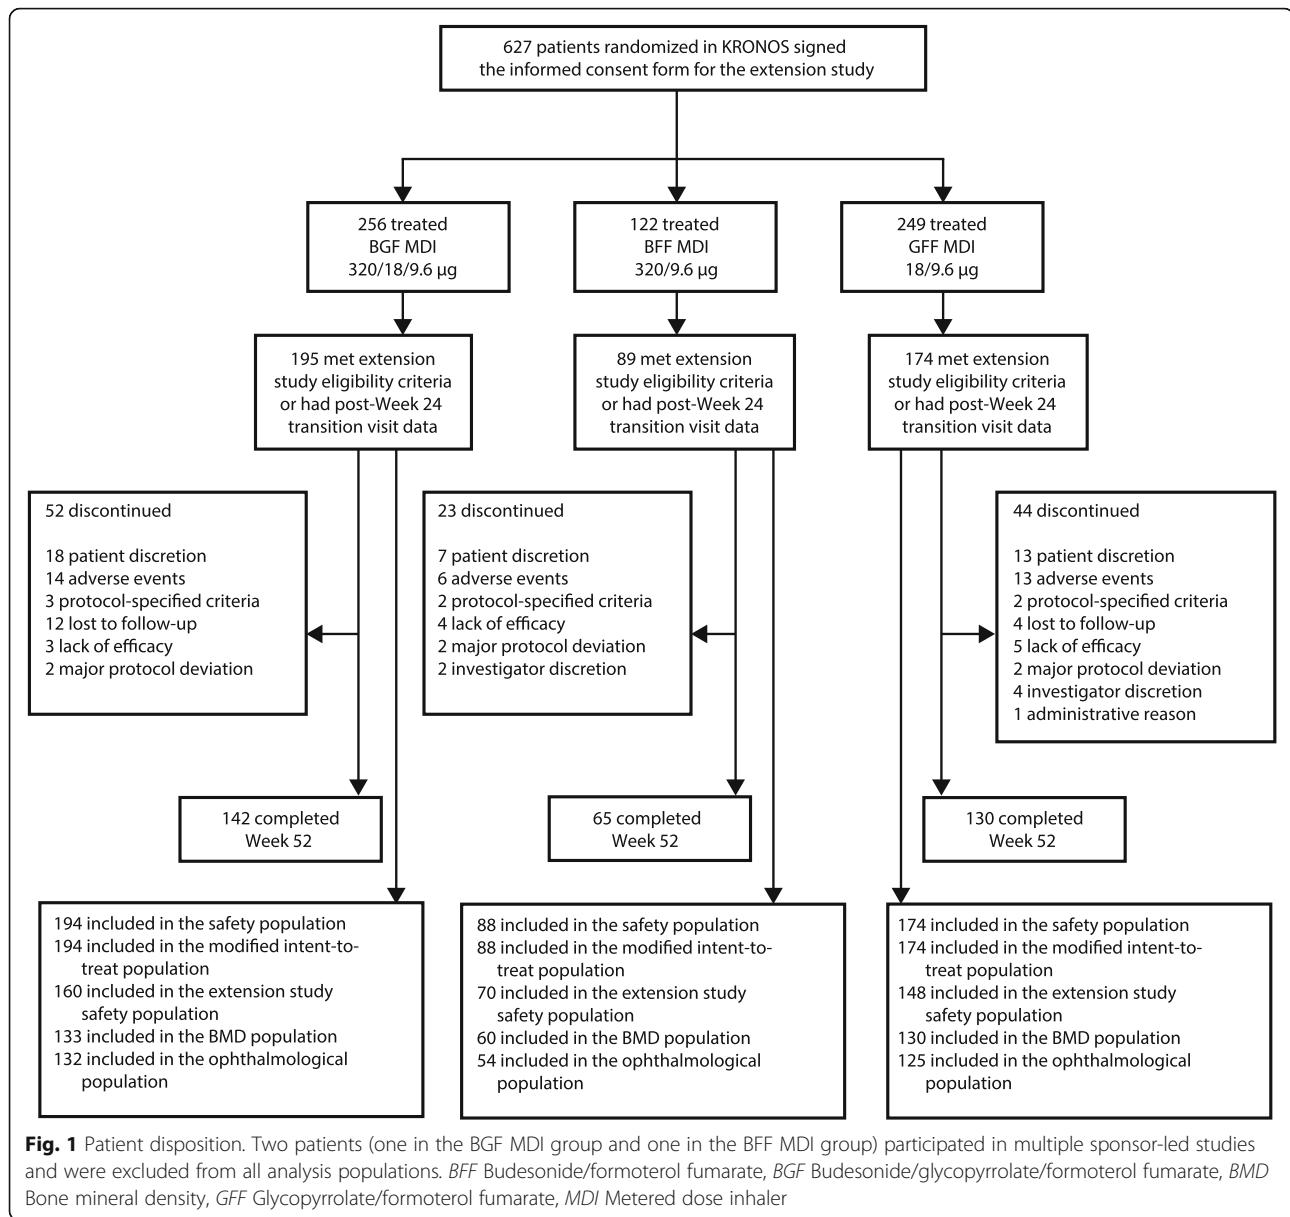 627 patients randomized in KRONOS signed
the informed consent form for the extension study
256 treated
BGF MDI
320/18/9.6 µg
122 treated
BFF MDI
320/9.6 µg
249 treated
GFF MDI
18/9.6 µg
195 met extension
study eligibility criteria
or had post-Week 24
transition visit data
89 met extension
study eligibility criteria
or had post-Week 24
transition visit data
174 met extension
study eligibility criteria
or had post-Week 24
transition visit data
52 discontinued
18 patient discretion
14 adverse events
3 protocol-specified criteria
12 lost to follow-up
3 lack of efficacy
2 major protocol deviation
23 discontinued
7 patient discretion
6 adverse events
2 protocol-specified criteria
4 lack of efficacy
2 major protocol deviation
2 investigator discretion
44 discontinued
13 patient discretion
13 adverse events
2 protocol-specified criteria
4 lost to follow-up
5 lack of efficacy
2 major protocol deviation
4 investigator discretion
1 administrative reason
142 completed
Week 52
65 completed
Week 52
130 completed
Week 52
194 included in the safety population
194 included in the modified intent-to-
treat population
160 included in the extension study
safety population
133 included in the BMD population
132 included in the ophthalmological
population
88 included in the safety population
88 included in the modified intent-to-
treat population
70 included in the extension study
safety population
60 included in the BMD population
54 included in the ophthalmological
population
174 included in the safety population
174 included in the modified intent-to-
treat population
148 included in the extension study
safety population
130 included in the BMD population
125 included in the ophthalmological
population
Fig. 1 Patient disposition. Two patients (one in the BGF MDI group and one in the BFF MDI group) participated in multiple sponsor-led studies
and were excluded from all analysis populations. BFF Budesonide/formoterol fumarate, BGF Budesonide/glycopyrrolate/formoterol fumarate, BMD
Bone mineral density, GFF Glycopyrrolate/formoterol fumarate, MDI Metered dose inhaler